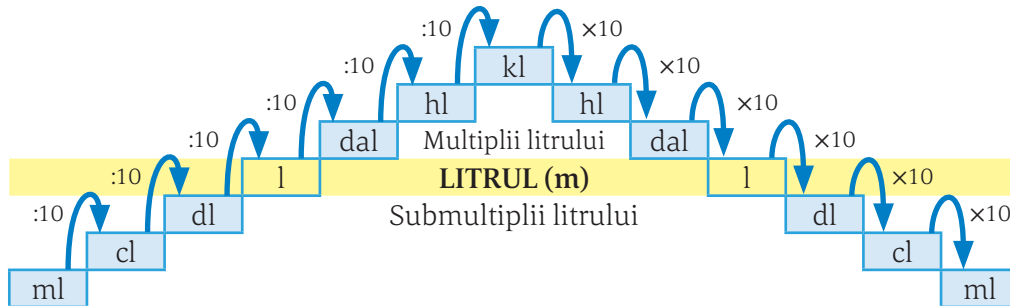 :10 kl ×10
:10 hl hl ×10
:10 dal Multiplii litrului dal ×10
:10 l LITRUL (m) l ×10
:10 dl Submultiplii litrului dl ×10
:10 cl cl ×10
ml ml